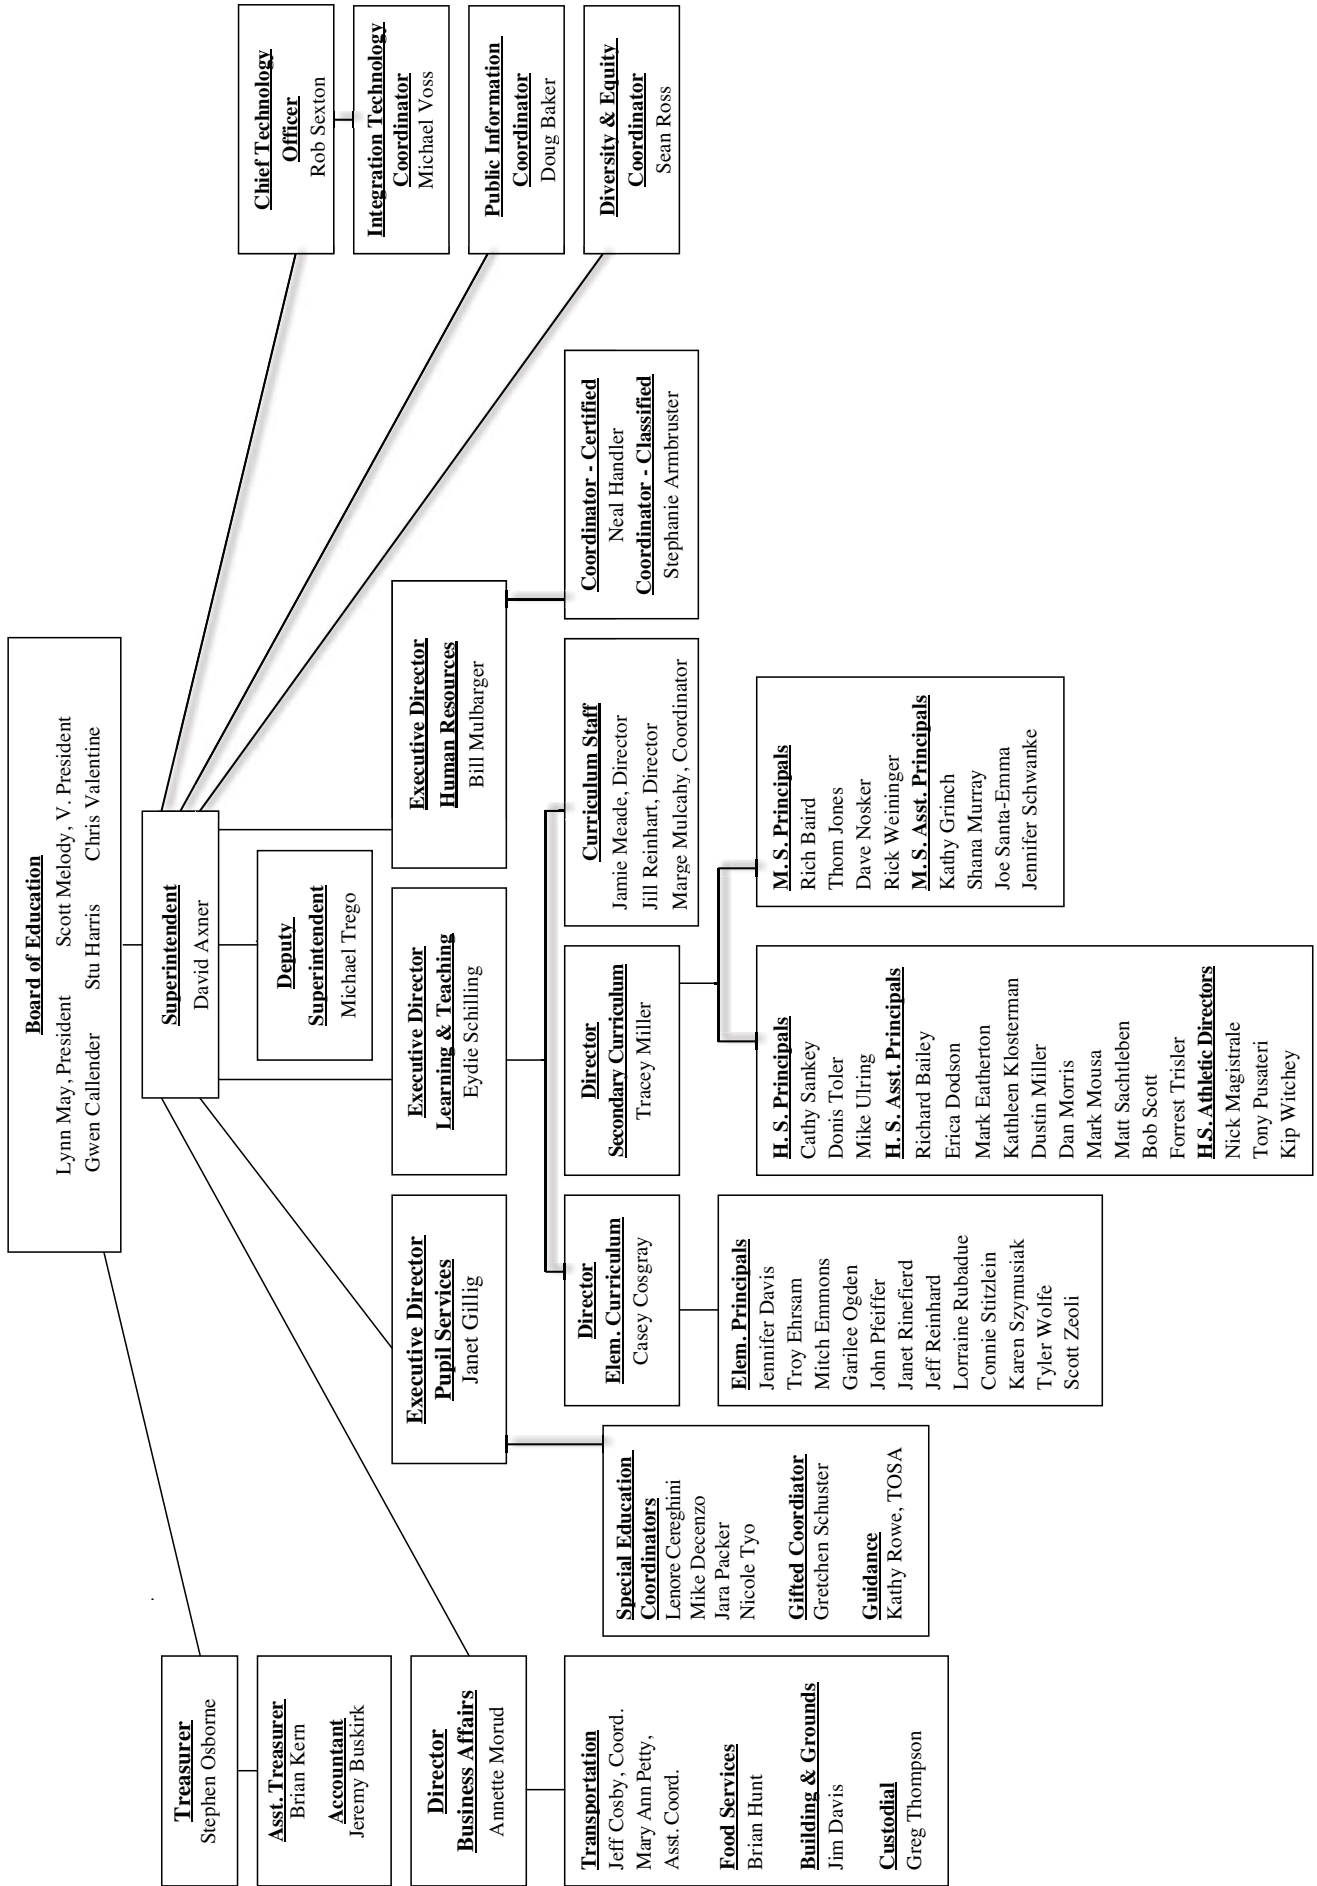 Board of Education
Lynn May, President Scott Melody, V. President
Gwen Callender Stu Harris Chris Valentine
Treasurer
Stephen Osborne
Asst. Treasurer
Brian Kern
Accountant
Jeremy Buskirk
Superintendent
David Axner
Deputy
Superintendent
Michael Trego
Chief Technology
Officer
Rob Sexton
Integration Technology
Coordinator
Michael Voss
Public Information
Coordinator
Doug Baker
Diversity & Equity
Coordinator
Sean Ross
Director
Business Affairs
Annette Morud
Executive Director
Pupil Services
Janet Gillig
Executive Director
Learning & Teaching
Eydie Schilling
Executive Director
Human Resources
Bill Mulbarger
Transportation
Jeff Cosby, Coord.
Mary Ann Petty,
Asst. Coord.
Food Services
Brian Hunt
Building & Grounds
Jim Davis
Custodial
Greg Thompson
Special Education
Coordinators
Lenore Cereghini
Mike Decenzo
Jara Packer
Nicole Tyo
Gifted Coordiator
Gretchen Schuster
Guidance
Kathy Rowe, TOSA
Director
Elem. Curriculum
Casey Cosgray
Director
Secondary Curriculum
Tracey Miller
Curriculum Staff
Jamie Meade, Director
Jill Reinhart, Director
Marge Mulcahy, Coordinator
Coordinator - Certified
Neal Handler
Coordinator - Classified
Stephanie Armbruster
Elem. Principals
Jennifer Davis
Troy Ehrsam
Mitch Emmons
Garilee Ogden
John Pfeiffer
Janet Rinefierd
Jeff Reinhard
Lorraine Rubadue
Connie Stitzlein
Karen Szymusiak
Tyler Wolfe
Scott Zeoli
H. S. Principals
Cathy Sankey
Donis Toler
Mike Ulring
H. S. Asst. Principals
Richard Bailey
Erica Dodson
Mark Eatherton
Kathleen Klosterman
Dustin Miller
Dan Morris
Mark Mousa
Matt Sachtleben
Bob Scott
Forrest Trisler
H.S. Athletic Directors
Nick Magistrale
Tony Pusateri
Kip Witchey
M. S. Principals
Rich Baird
Thom Jones
Dave Nosker
Rick Weininger
M. S. Asst. Principals
Kathy Grinch
Shana Murray
Joe Santa-Emma
Jennifer Schwanke